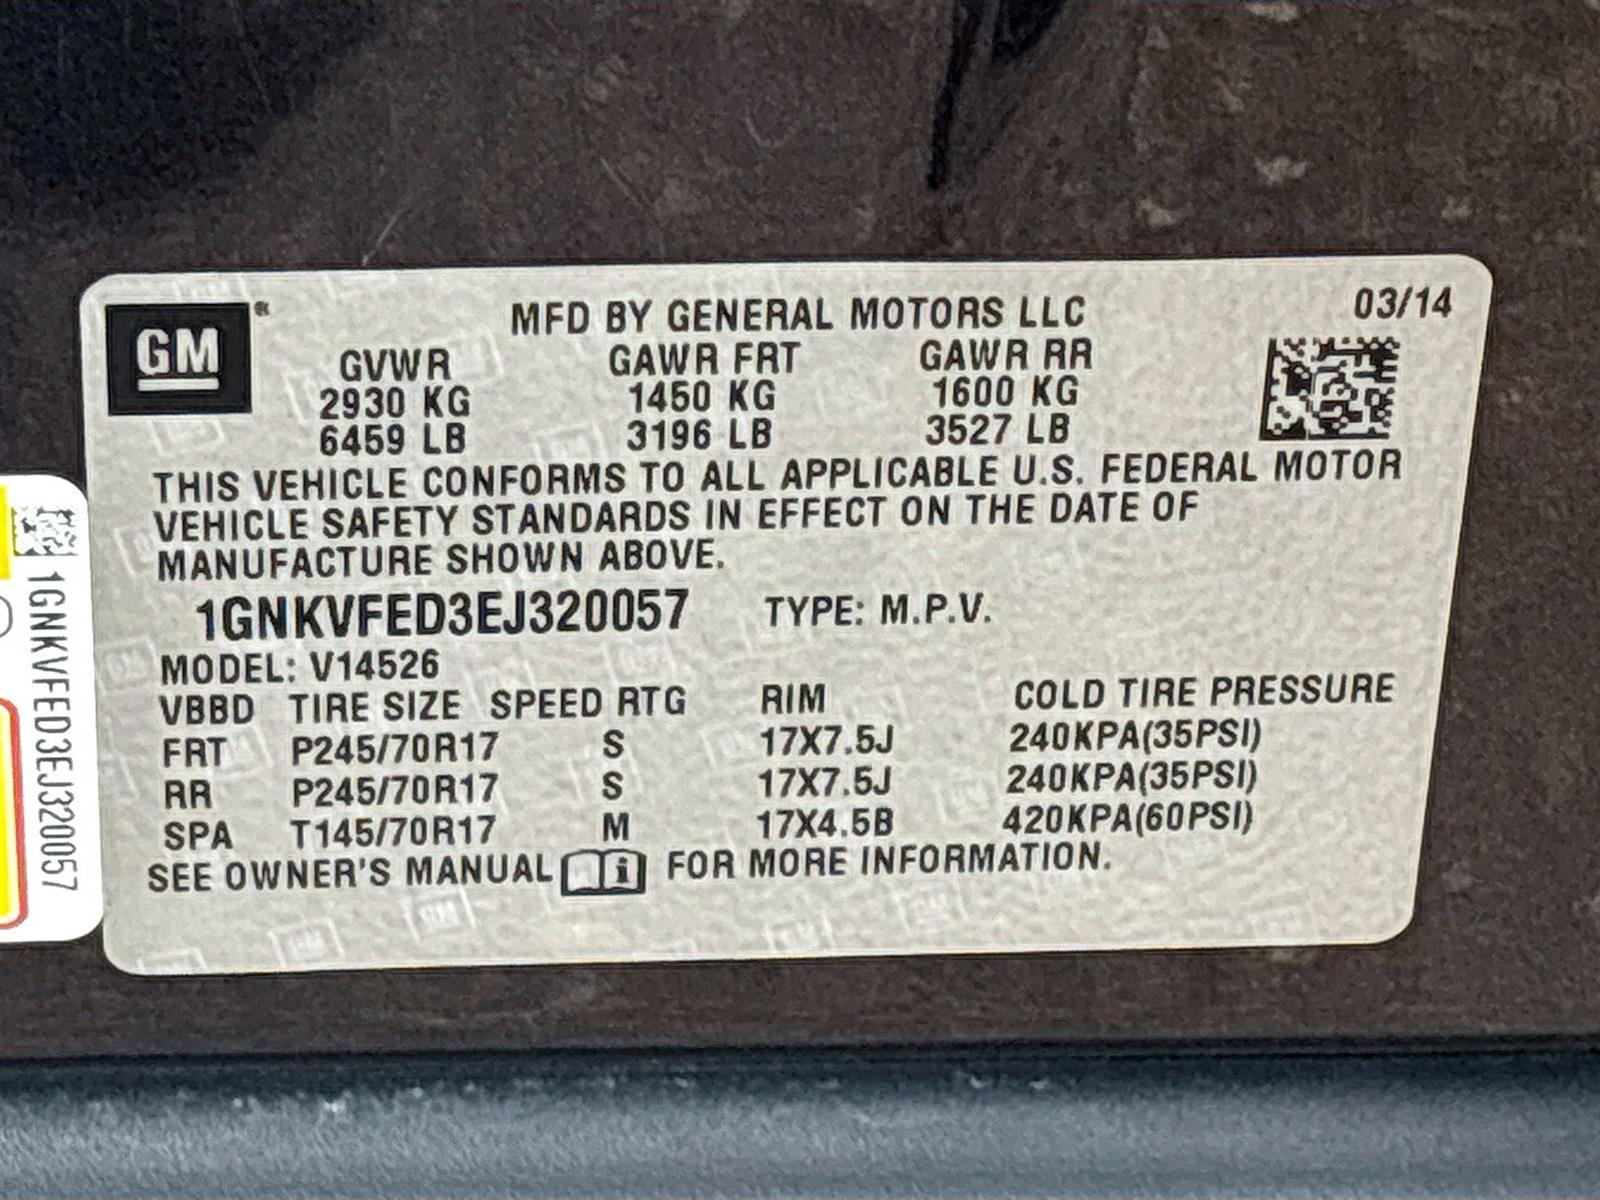 GM ®
MFD BY GENERAL MOTORS LLC 03/14
GVWR GAWR FRT GAWR RR
2930 KG 1450 KG 1600 KG
6459 LB 3196 LB 3527 LB
THIS VEHICLE CONFORMS TO ALL APPLICABLE U.S. FEDERAL MOTOR
VEHICLE SAFETY STANDARDS IN EFFECT ON THE DATE OF
MANUFACTURE SHOWN ABOVE.
1GNKVFED3EJ320057 TYPE: M.P.V.
MODEL: V14526
VBBD TIRE SIZE SPEED RTG RIM COLD TIRE PRESSURE
FRT P245/70R17 S 17X7.5J 240KPA(35PSI)
RR P245/70R17 S 17X7.5J 240KPA(35PSI)
SPA T145/70R17 M 17X4.5B 420KPA(60PSI)
SEE OWNER'S MANUAL i FOR MORE INFORMATION.
1GNKVFED3EJ320057